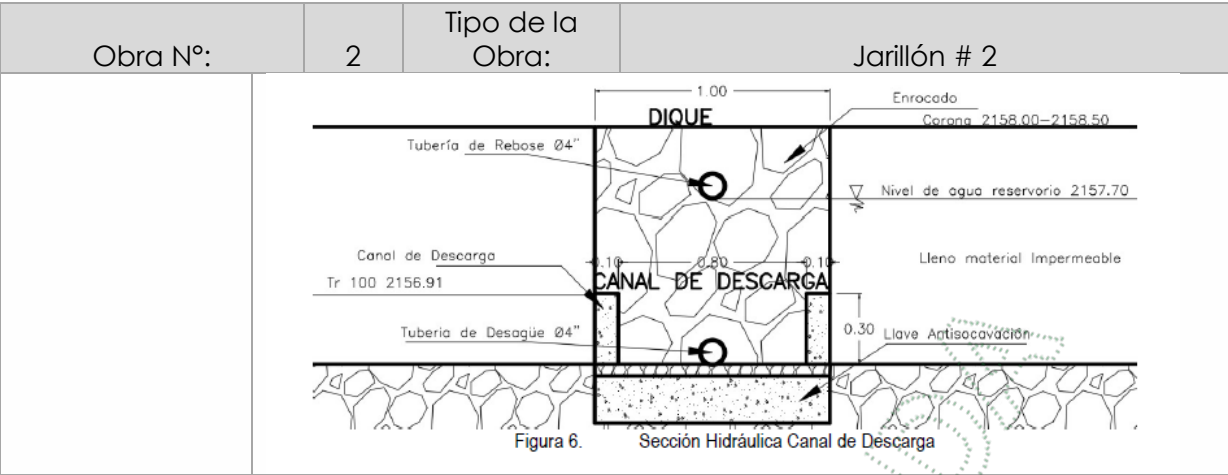 Obra N°:
2
Tipo de la
Obra:
Jarillón # 2
1.00
DIQUE
Enrocado
Corona 2158.00–2158.50
Tubería de Rebose Ø4"
Nivel de agua reservorio 2157.70
Canal de Descarga
0.10
0.80
0.10
Lleno material Impermeable
CANAL DE DESCARGA
Tr 100 2156.91
Tuberia de Desagüe Ø4"
0.30
Llave Antisocavación
Figura 6. Sección Hidráulica Canal de Descarga